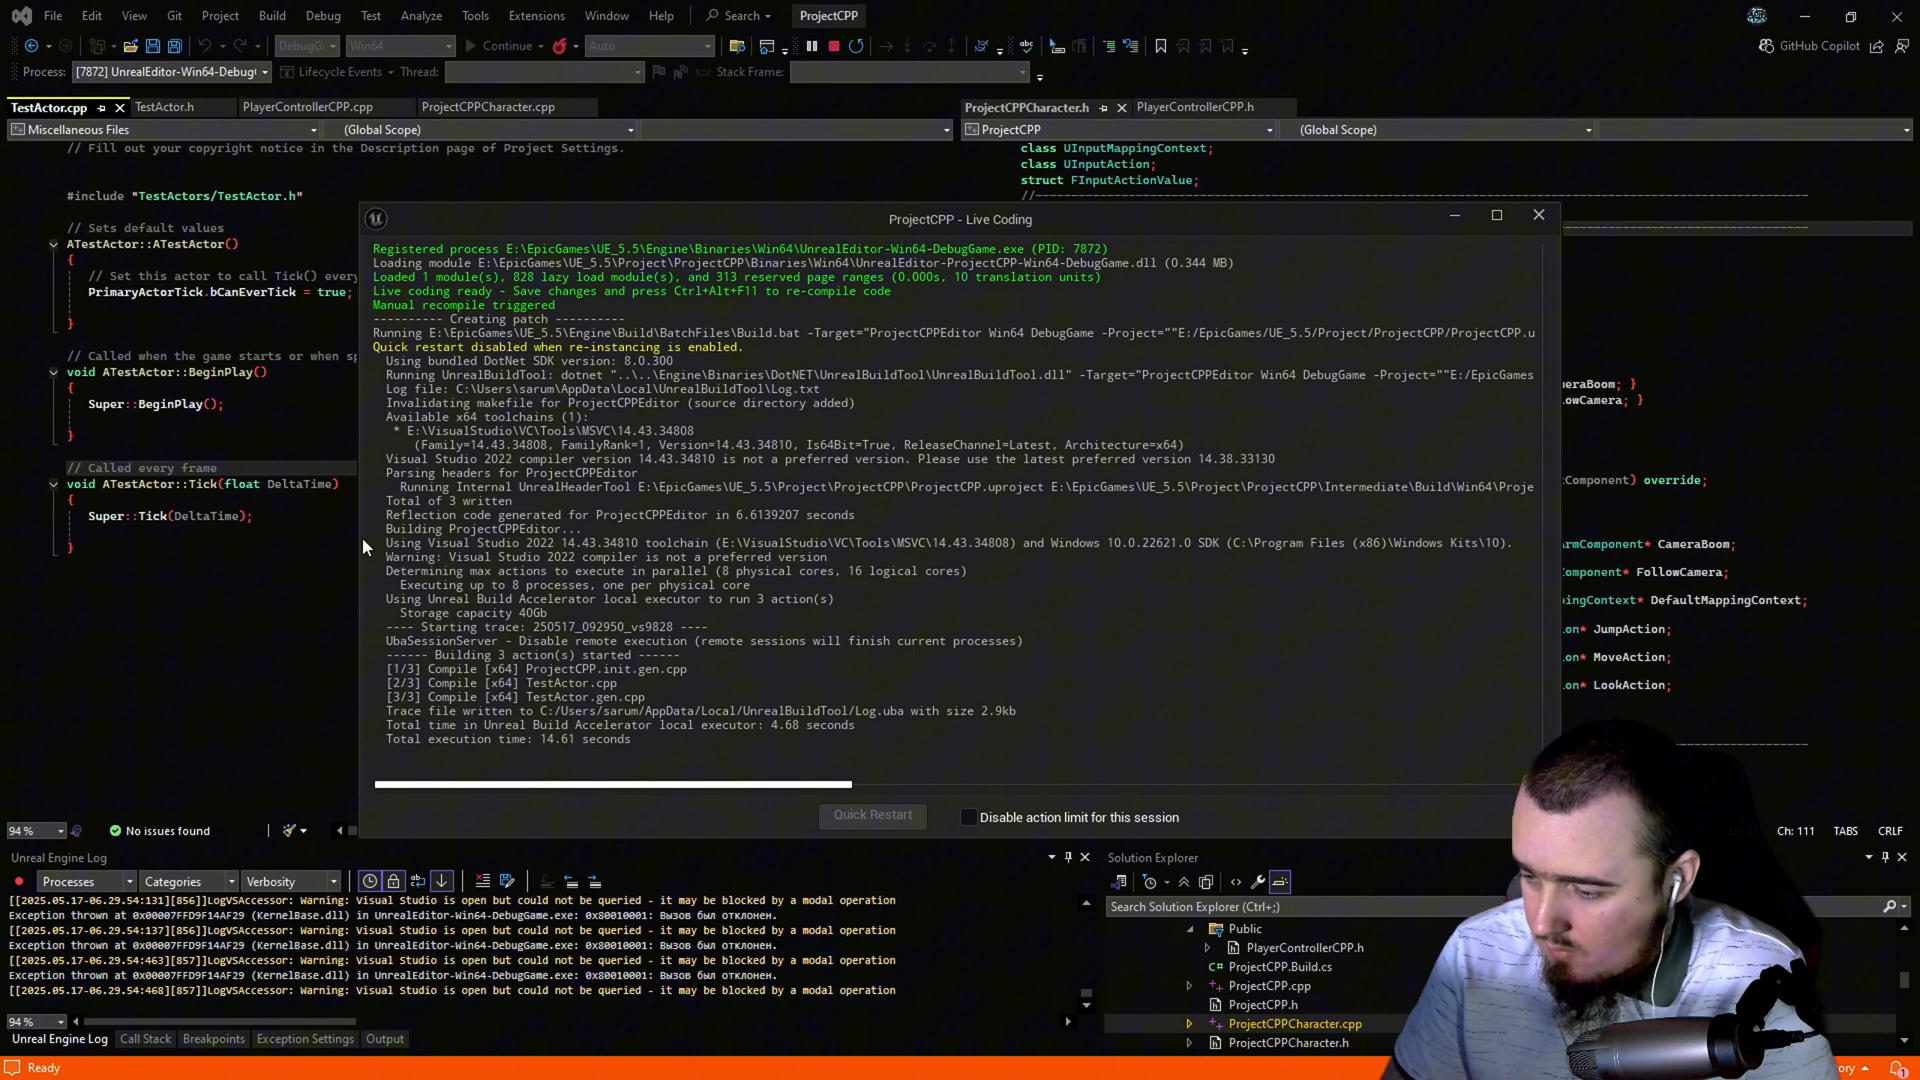 File Edit View Git Project Build Debug Test Analyze Tools Extensions Window Help Search ProjectCPP
Win64 Continue Auto GitHub Copilot
Process: [7872] UnrealEditor-Win64-Debug Lifecycle Events Thread: Stack Frame:
TestActor.cpp TestActor.h PlayerControllerCPP.cpp ProjectCPPCharacter.cpp
Miscellaneous Files (Global Scope)
// Fill out your copyright notice in the Description page of Project Settings.
#include "TestActors/TestActor.h"
// Sets default values
ATestActor::ATestActor()
{
// Set this actor to call Tick() every
PrimaryActorTick.bCanEverTick = true;
}
// Called when the game starts or when
void ATestActor::BeginPlay()
{
Super::BeginPlay();
}
// Called every frame
void ATestActor::Tick(float DeltaTime)
{
Super::Tick(DeltaTime);
}
94 % No issues found
ProjectCPPCharacter.h PlayerControllerCPP.h
ProjectCPP (Global Scope)
class UInputMappingContext;
class UInputAction;
struct FInputActionValue;
//
meraBoom; }
owCamera; }
Component) override;
ArmComponent* CameraBoom;
Component* FollowCamera;
pingContext* DefaultMappingContext;
ion* JumpAction;
ion* MoveAction;
ion* LookAction;
Ch: 111 TABS CRLF
ProjectCPP - Live Coding
Registered process E:\EpicGames\UE_5.5\Engine\Binaries\Win64\UnrealEditor-Win64-DebugGame.exe (PID: 7872)
Loading module E:\EpicGames\UE_5.5\Project\ProjectCPP\Binaries\Win64\UnrealEditor-ProjectCPP-Win64-DebugGame.dll (0.344 MB)
Loaded 1 module(s), 828 lazy load module(s), and 313 reserved page ranges (0.000s, 10 translation units)
Live coding ready - Save changes and press Ctrl+Alt+F11 to re-compile code
Manual recompile triggered
---------- Creating patch ----------
Running E:\EpicGames\UE_5.5\Engine\Build\BatchFiles\Build.bat -Target="ProjectCPPEditor Win64 DebugGame -Project=""E:/EpicGames/UE_5.5/Project/ProjectCPP/ProjectCPP.u
Quick restart disabled when re-instancing is enabled.
Using bundled DotNet SDK version: 8.0.300
Running UnrealBuildTool: dotnet "..\..\Engine\Binaries\DotNET\UnrealBuildTool\UnrealBuildTool.dll" -Target="ProjectCPPEditor Win64 DebugGame -Project=""E:/EpicGames
Log file: C:\Users\sarum\AppData\Local\UnrealBuildTool\Log.txt
Invalidating makefile for ProjectCPPEditor (source directory added)
Available x64 toolchains (1):
* E:\VisualStudio\VC\Tools\MSVC\14.43.34808
(Family=14.43.34808, FamilyRank=1, Version=14.43.34810, Is64Bit=True, ReleaseChannel=Latest, Architecture=x64)
Visual Studio 2022 compiler version 14.43.34810 is not a preferred version. Please use the latest preferred version 14.38.33130
Parsing headers for ProjectCPPEditor
Running Internal UnrealHeaderTool E:\EpicGames\UE_5.5\Project\ProjectCPP\ProjectCPP.uproject E:\EpicGames\UE_5.5\Project\ProjectCPP\Intermediate\Build\Win64\Proje
Total of 3 written
Reflection code generated for ProjectCPPEditor in 6.6139207 seconds
Building ProjectCPPEditor...
Using Visual Studio 2022 14.43.34810 toolchain (E:\VisualStudio\VC\Tools\MSVC\14.43.34808) and Windows 10.0.22621.0 SDK (C:\Program Files (x86)\Windows Kits\10).
Warning: Visual Studio 2022 compiler is not a preferred version
Determining max actions to execute in parallel (8 physical cores, 16 logical cores)
Executing up to 8 processes, one per physical core
Using Unreal Build Accelerator local executor to run 3 action(s)
Storage capacity 40Gb
---- Starting trace: 250517_092950_vs9828 ----
UbaSessionServer - Disable remote execution (remote sessions will finish current processes)
------ Building 3 action(s) started ------
[1/3] Compile [x64] ProjectCPP.init.gen.cpp
[2/3] Compile [x64] TestActor.cpp
[3/3] Compile [x64] TestActor.gen.cpp
Trace file written to C:/Users/sarum/AppData/Local/UnrealBuildTool/Log.uba with size 2.9kb
Total time in Unreal Build Accelerator local executor: 4.68 seconds
Total execution time: 14.61 seconds
Quick Restart Disable action limit for this session
Unreal Engine Log
Processes Categories Verbosity
[[2025.05.17-06.29.54:131][856]]LogVSAccessor: Warning: Visual Studio is open but could not be queried - it may be blocked by a modal operation
Exception thrown at 0x00007FFD9F14AF29 (KernelBase.dll) in UnrealEditor-Win64-DebugGame.exe: 0x80010001: Вызов был отклонен.
[[2025.05.17-06.29.54:137][856]]LogVSAccessor: Warning: Visual Studio is open but could not be queried - it may be blocked by a modal operation
Exception thrown at 0x00007FFD9F14AF29 (KernelBase.dll) in UnrealEditor-Win64-DebugGame.exe: 0x80010001: Вызов был отклонен.
[[2025.05.17-06.29.54:463][857]]LogVSAccessor: Warning: Visual Studio is open but could not be queried - it may be blocked by a modal operation
Exception thrown at 0x00007FFD9F14AF29 (KernelBase.dll) in UnrealEditor-Win64-DebugGame.exe: 0x80010001: Вызов был отклонен.
[[2025.05.17-06.29.54:468][857]]LogVSAccessor: Warning: Visual Studio is open but could not be queried - it may be blocked by a modal operation
94 %
Unreal Engine Log Call Stack Breakpoints Exception Settings Output
Solution Explorer
Search Solution Explorer (Ctrl+;)
Public
PlayerControllerCPP.h
ProjectCPP.Build.cs
ProjectCPP.cpp
ProjectCPP.h
ProjectCPPCharacter.cpp
ProjectCPPCharacter.h
Ready